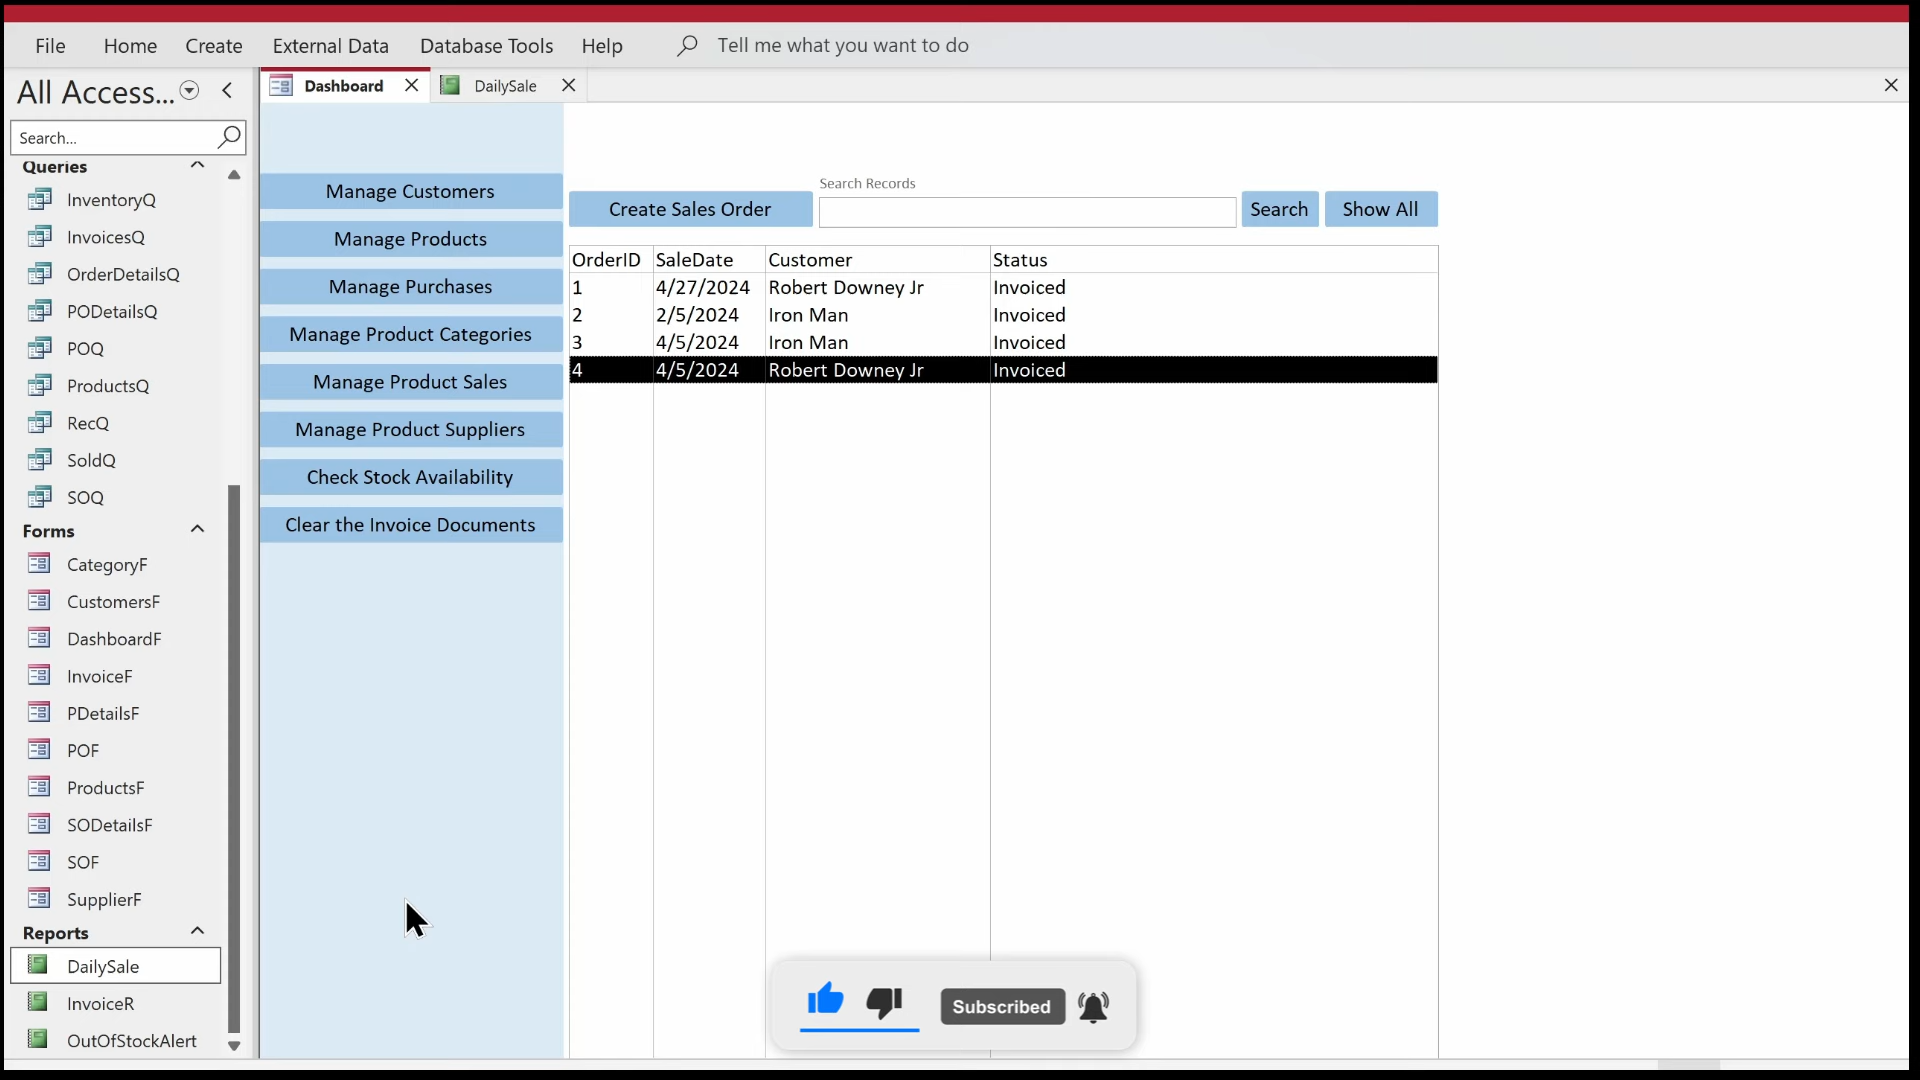 File Home Create External Data Database Tools Help Tell me what you want to do
All Access...
Search...
Queries
InventoryQ
InvoicesQ
OrderDetailsQ
PODetailsQ
POQ
ProductsQ
RecQ
SoldQ
SOQ
Forms
CategoryF
CustomersF
DashboardF
InvoiceF
PDetailsF
POF
ProductsF
SODetailsF
SOF
SupplierF
Reports
DailySale
InvoiceR
OutOfStockAlert
Dashboard DailySale
Manage Customers
Manage Products
Manage Purchases
Manage Product Categories
Manage Product Sales
Manage Product Suppliers
Check Stock Availability
Clear the Invoice Documents
Search Records
Create Sales Order Search Show All
OrderID SaleDate Customer Status
1 4/27/2024 Robert Downey Jr Invoiced
2 2/5/2024 Iron Man Invoiced
3 4/5/2024 Iron Man Invoiced
4 4/5/2024 Robert Downey Jr Invoiced
Subscribed